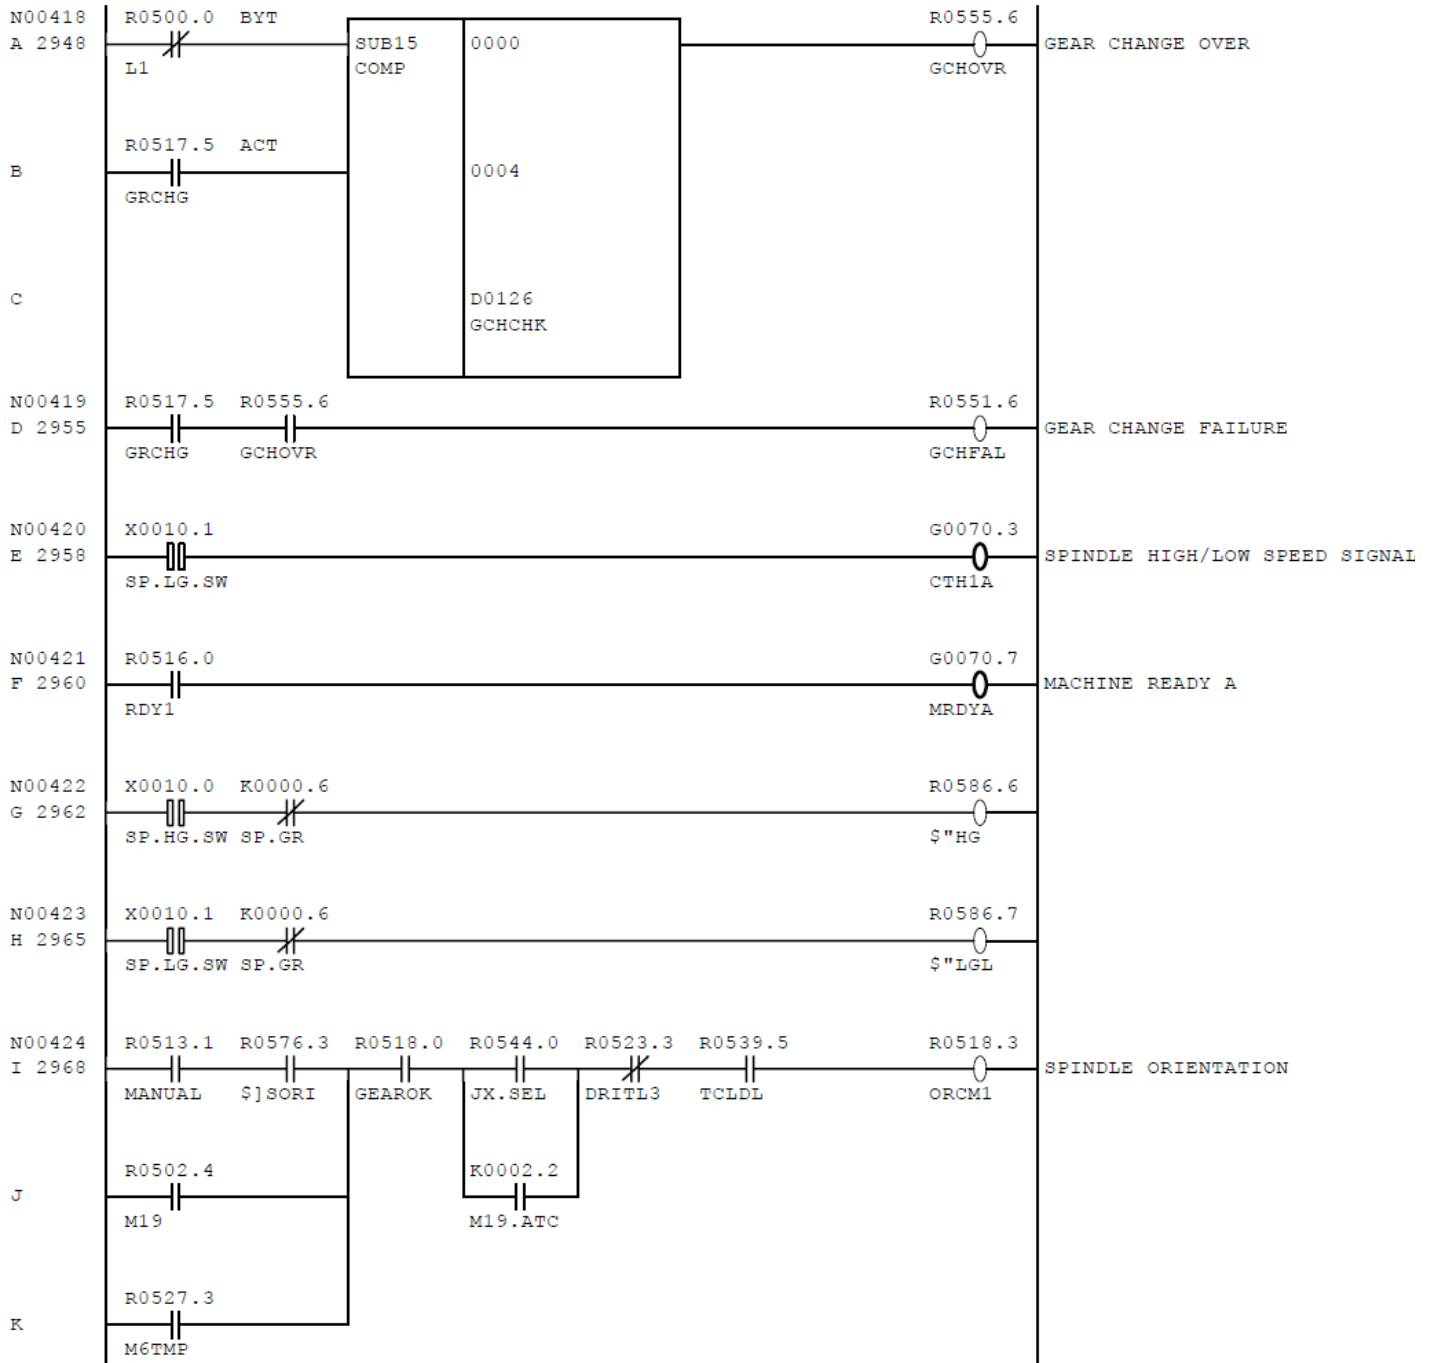 N00418 R0500.0 BYT R0555.6
A 2948 SUB15 0000 GEAR CHANGE OVER
L1 COMP GCHOVR
R0517.5 ACT
B 0004
GRCHG
C D0126
GCHCHK
N00419 R0517.5 R0555.6 R0551.6
D 2955 GEAR CHANGE FAILURE
GRCHG GCHOVR GCHFAL
N00420 X0010.1 G0070.3
E 2958 SPINDLE HIGH/LOW SPEED SIGNAL
SP.LG.SW CTH1A
N00421 R0516.0 G0070.7
F 2960 MACHINE READY A
RDY1 MRDYA
N00422 X0010.0 K0000.6 R0586.6
G 2962
SP.HG.SW SP.GR $"HG
N00423 X0010.1 K0000.6 R0586.7
H 2965
SP.LG.SW SP.GR $"LGL
N00424 R0513.1 R0576.3 R0518.0 R0544.0 R0523.3 R0539.5 R0518.3
I 2968 SPINDLE ORIENTATION
MANUAL $]SORI GEAROK JX.SEL DRITL3 TCLDL ORCM1
R0502.4 K0002.2
J
M19 M19.ATC
R0527.3
K
M6TMP